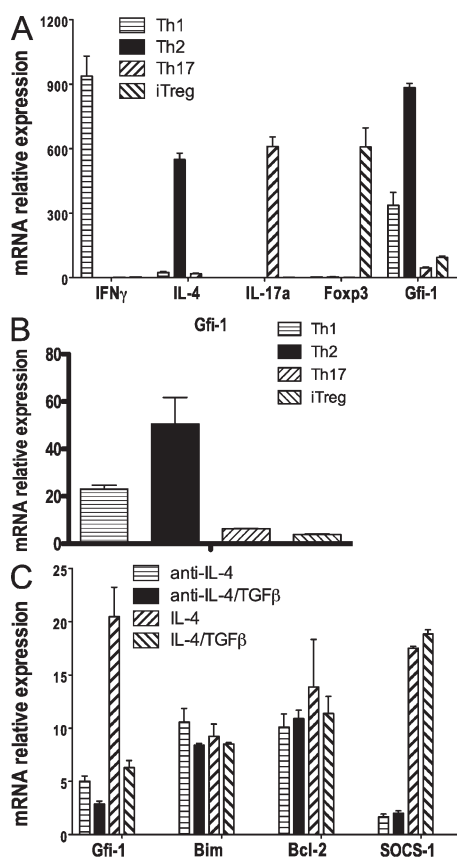 A
mRNA relative expression
1200
900
600
300
0
Th1
Th2
Th17
iTreg
IFNγ IL-4 IL-17a Foxp3 Gfi-1
B
Gfi-1
mRNA relative expression
80
60
40
20
0
Th1
Th2
Th17
iTreg
C
mRNA relative expression
25
20
15
10
5
0
anti-IL-4
anti-IL-4/TGFβ
IL-4
IL-4/TGFβ
Gfi-1 Bim Bcl-2 SOCS-1